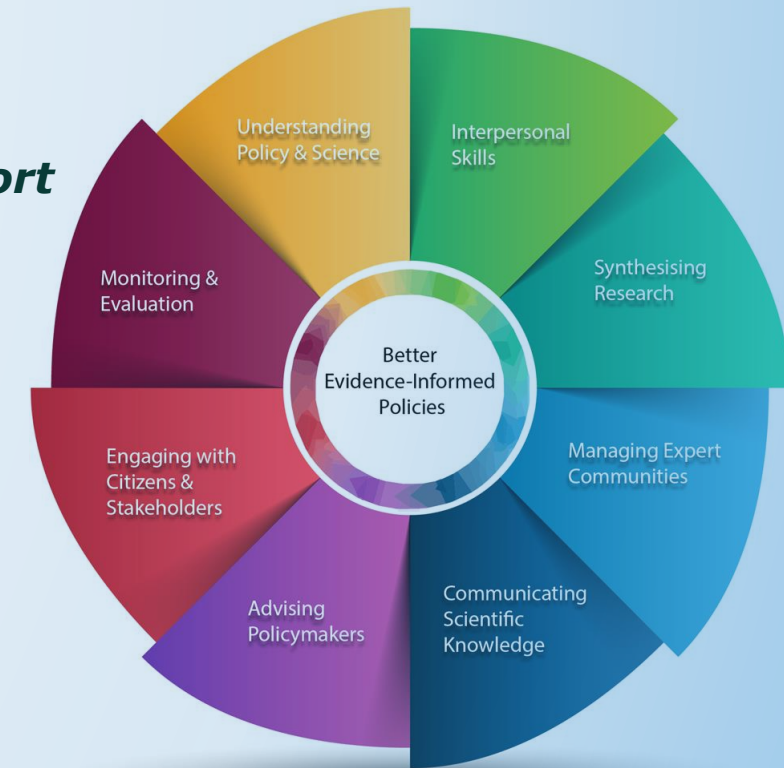 ort
Understanding
Policy & Science
Interpersonal
Skills
Synthesising
Research
Managing Expert
Communities
Communicating
Scientific
Knowledge
Advising
Policymakers
Engaging with
Citizens &
Stakeholders
Monitoring &
Evaluation
Better
Evidence-Informed
Policies